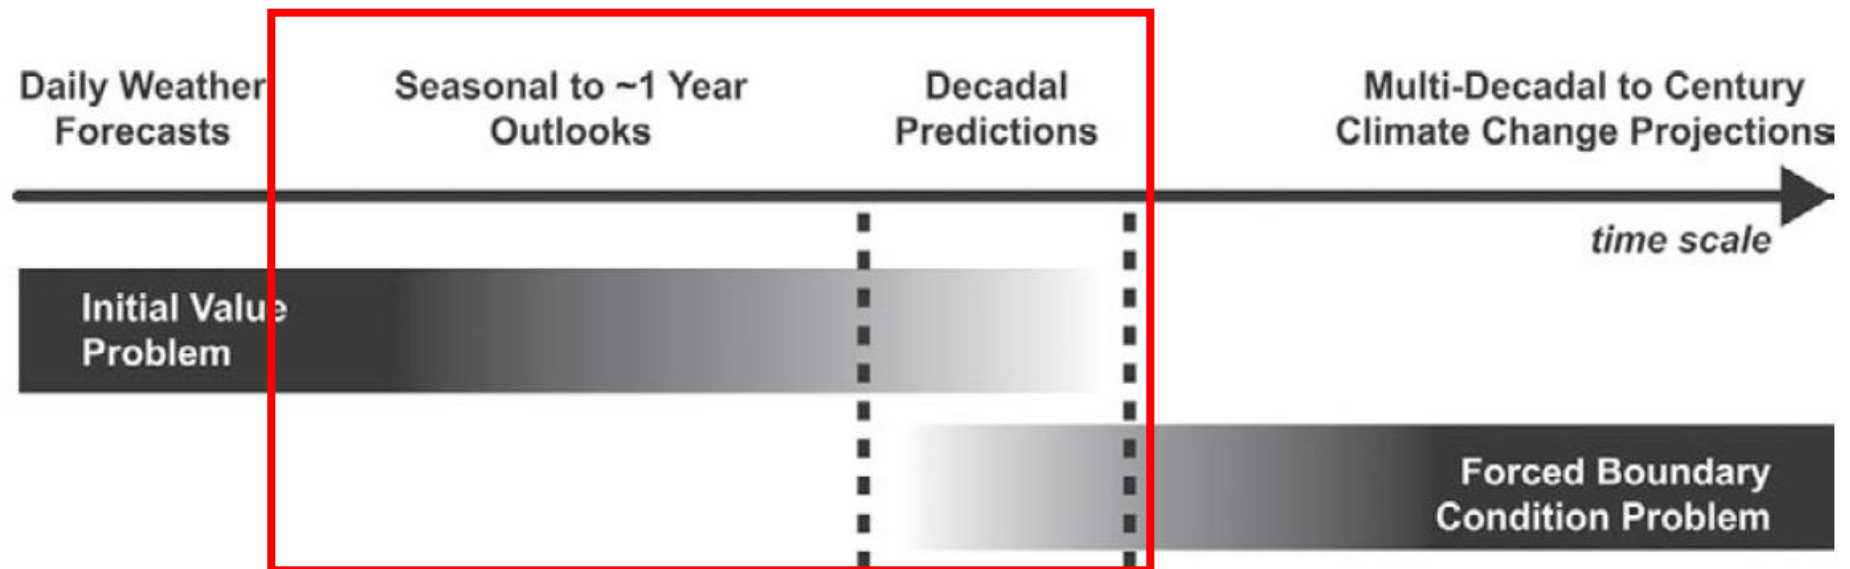 Daily Weather
Forecasts
Seasonal to ~1 Year
Outlooks
Decadal
Predictions
Multi-Decadal to Century
Climate Change Projections
time scale
Initial Value
Problem
Forced Boundary
Condition Problem